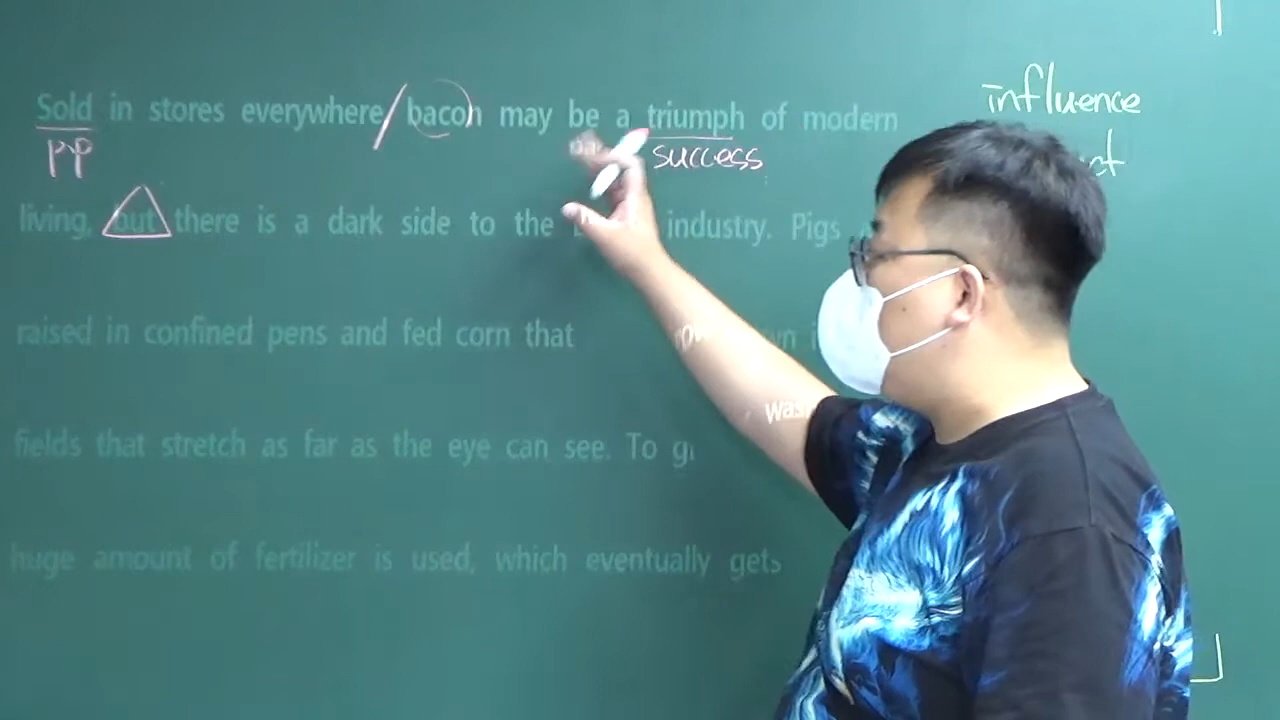 Sold in stores everywhere, bacon may be a triumph of modern
influence
PP
success
living, but there is a dark side to the industry. Pigs
raised in confined pens and fed corn that
fields that stretch as far as the eye can see. To
huge amount of fertilizer is used, which eventually gets